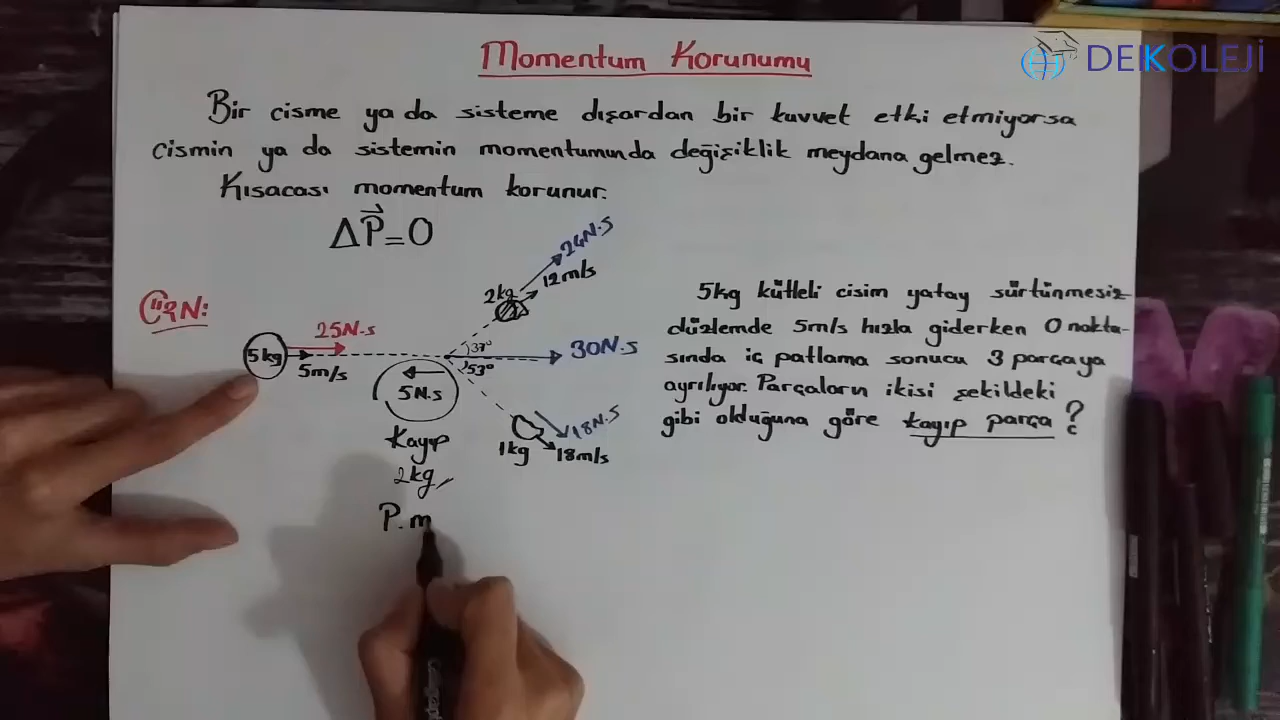 DEKOLEJİ
Momentum Korunumu
Bir cisme ya da sisteme dışardan bir kuvvet etki etmiyorsa
cismin ya da sistemin momentumunda değişiklik meydana gelmez.
Kısacası momentum korunur.
ΔP⃗=0
ÖRN:
5kg
25N.s
5m/s
2kg
24N.S
12m/s
37°
53°
30N.S
5N.s
Kayıp
2kg
P.m
1kg
18N.S
18m/s
5kg kütleli cisim yatay sürtünmesiz
düzlemde 5m/s hızla giderken O nokta-
sında iç patlama sonucu 3 parçaya
ayrılıyor. Parçaların ikisi şekildeki
gibi olduğuna göre kayıp parça?